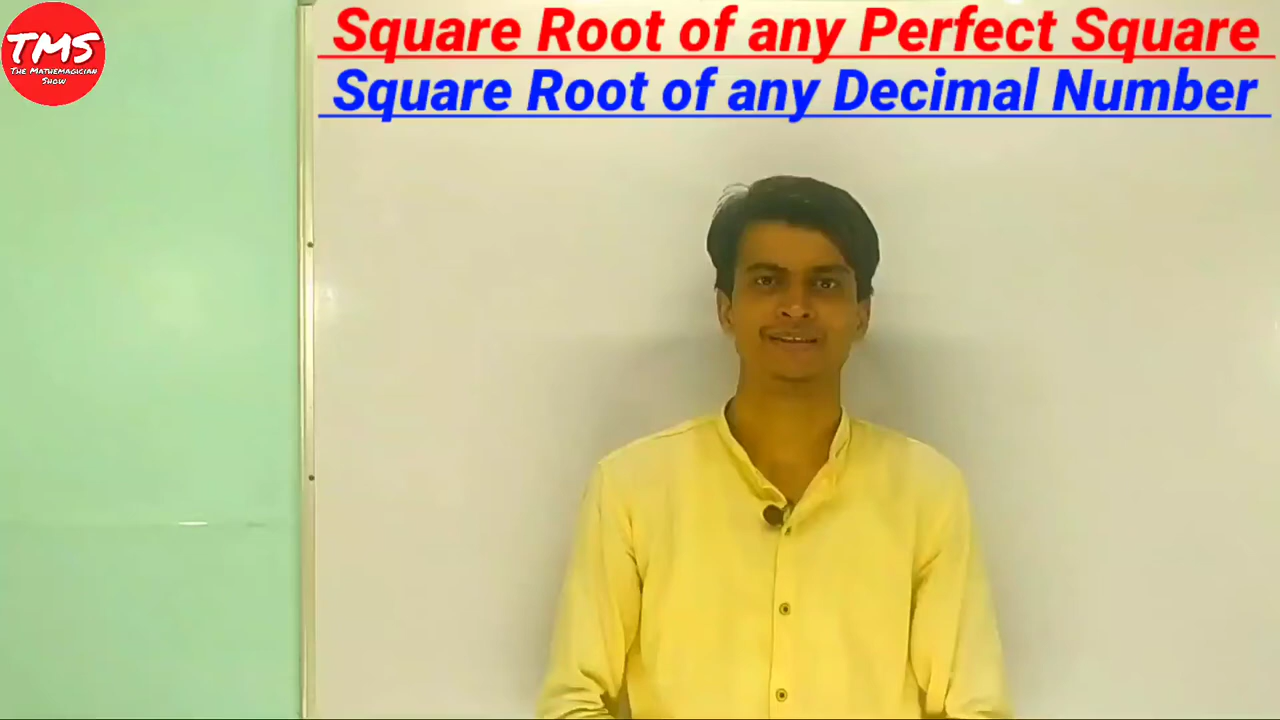 TMS
The Mathemagician
Show
Square Root of any Perfect Square
Square Root of any Decimal Number